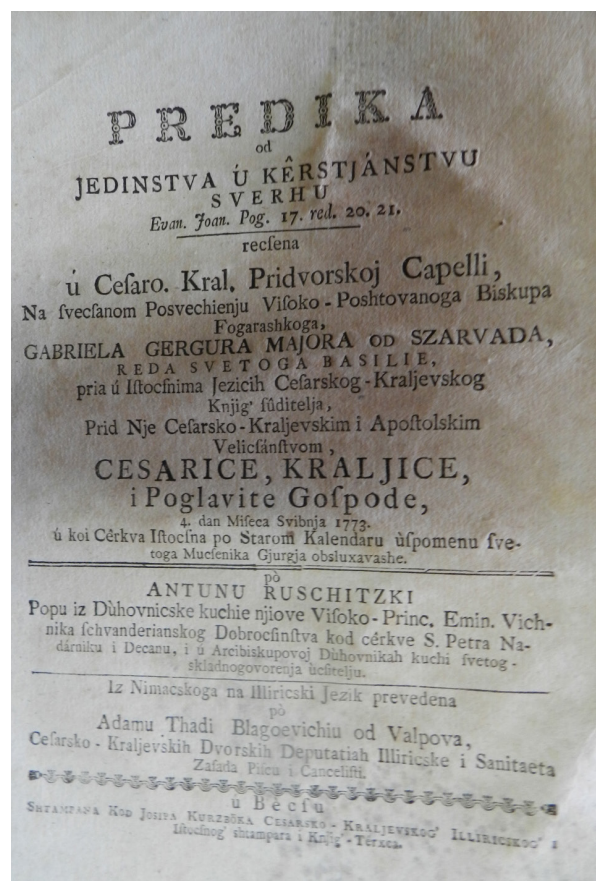 PREDIKA
od
JEDINSTVA Ú KÊRSTJÁNSTVU
SVERHU
Evan. Joan. Pog. 17. red. 20. 21.
recſena
ú Ceſaro. Kral. Pridvorskoj Capelli,
Na ſvecſanom Posvechienju Viſoko-Poshtovanoga Biskupa
Fogarashkoga,
GABRIELA GERGURA MAJORA OD SZARVADA,
REDA SVETOGA BASILIE,
pria ú Iſtocſnima Jezicih Ceſarskog-Kraljevskog
Knjig' ſûditelja,
Prid Nje Ceſarsko-Kraljevskim i Apoſtolskim
Velicſánſtvom,
CESARICE, KRALJICE,
i Poglavite Goſpode,
4. dan Miſeca Svibnja 1773.
ú koi Cérkva Iſtocſna po Starom Kalendaru ùſpomenu ſve-
toga Mucſenika Gjurgja obsluxavashe.
pò
ANTUNU RUSCHITZKI
Popu iz Dùhovnicske kuchie njiove Viſoko-Princ. Emin. Vich-
nika ſchvanderianskog Dobrocſinſtva kod cérkve S. Petra Na-
dárniku i Decanu, i ú Arcibiskupovoj Dùhovnikah kuchi ſvetog-
skladnogovorenja ùcſitelju.
Iz Nimacskoga na Illiricski Jezik prevedena
pò
Adamu Thadi Blagoevichiu od Valpova,
Ceſarsko-Kraljevskih Dvorskih Deputatiah Illiricske i Sanitaeta
Zaſada Piſcu i Cancelliſti.
ú Bécſu
SHTAMPANA KOD JOSIPA KURZBÖKA CESARSKO-KRALJEVSKOG' ILLIRICSKOG' I
Iſtocſnog' shtampara i Knjig'-Terxca.